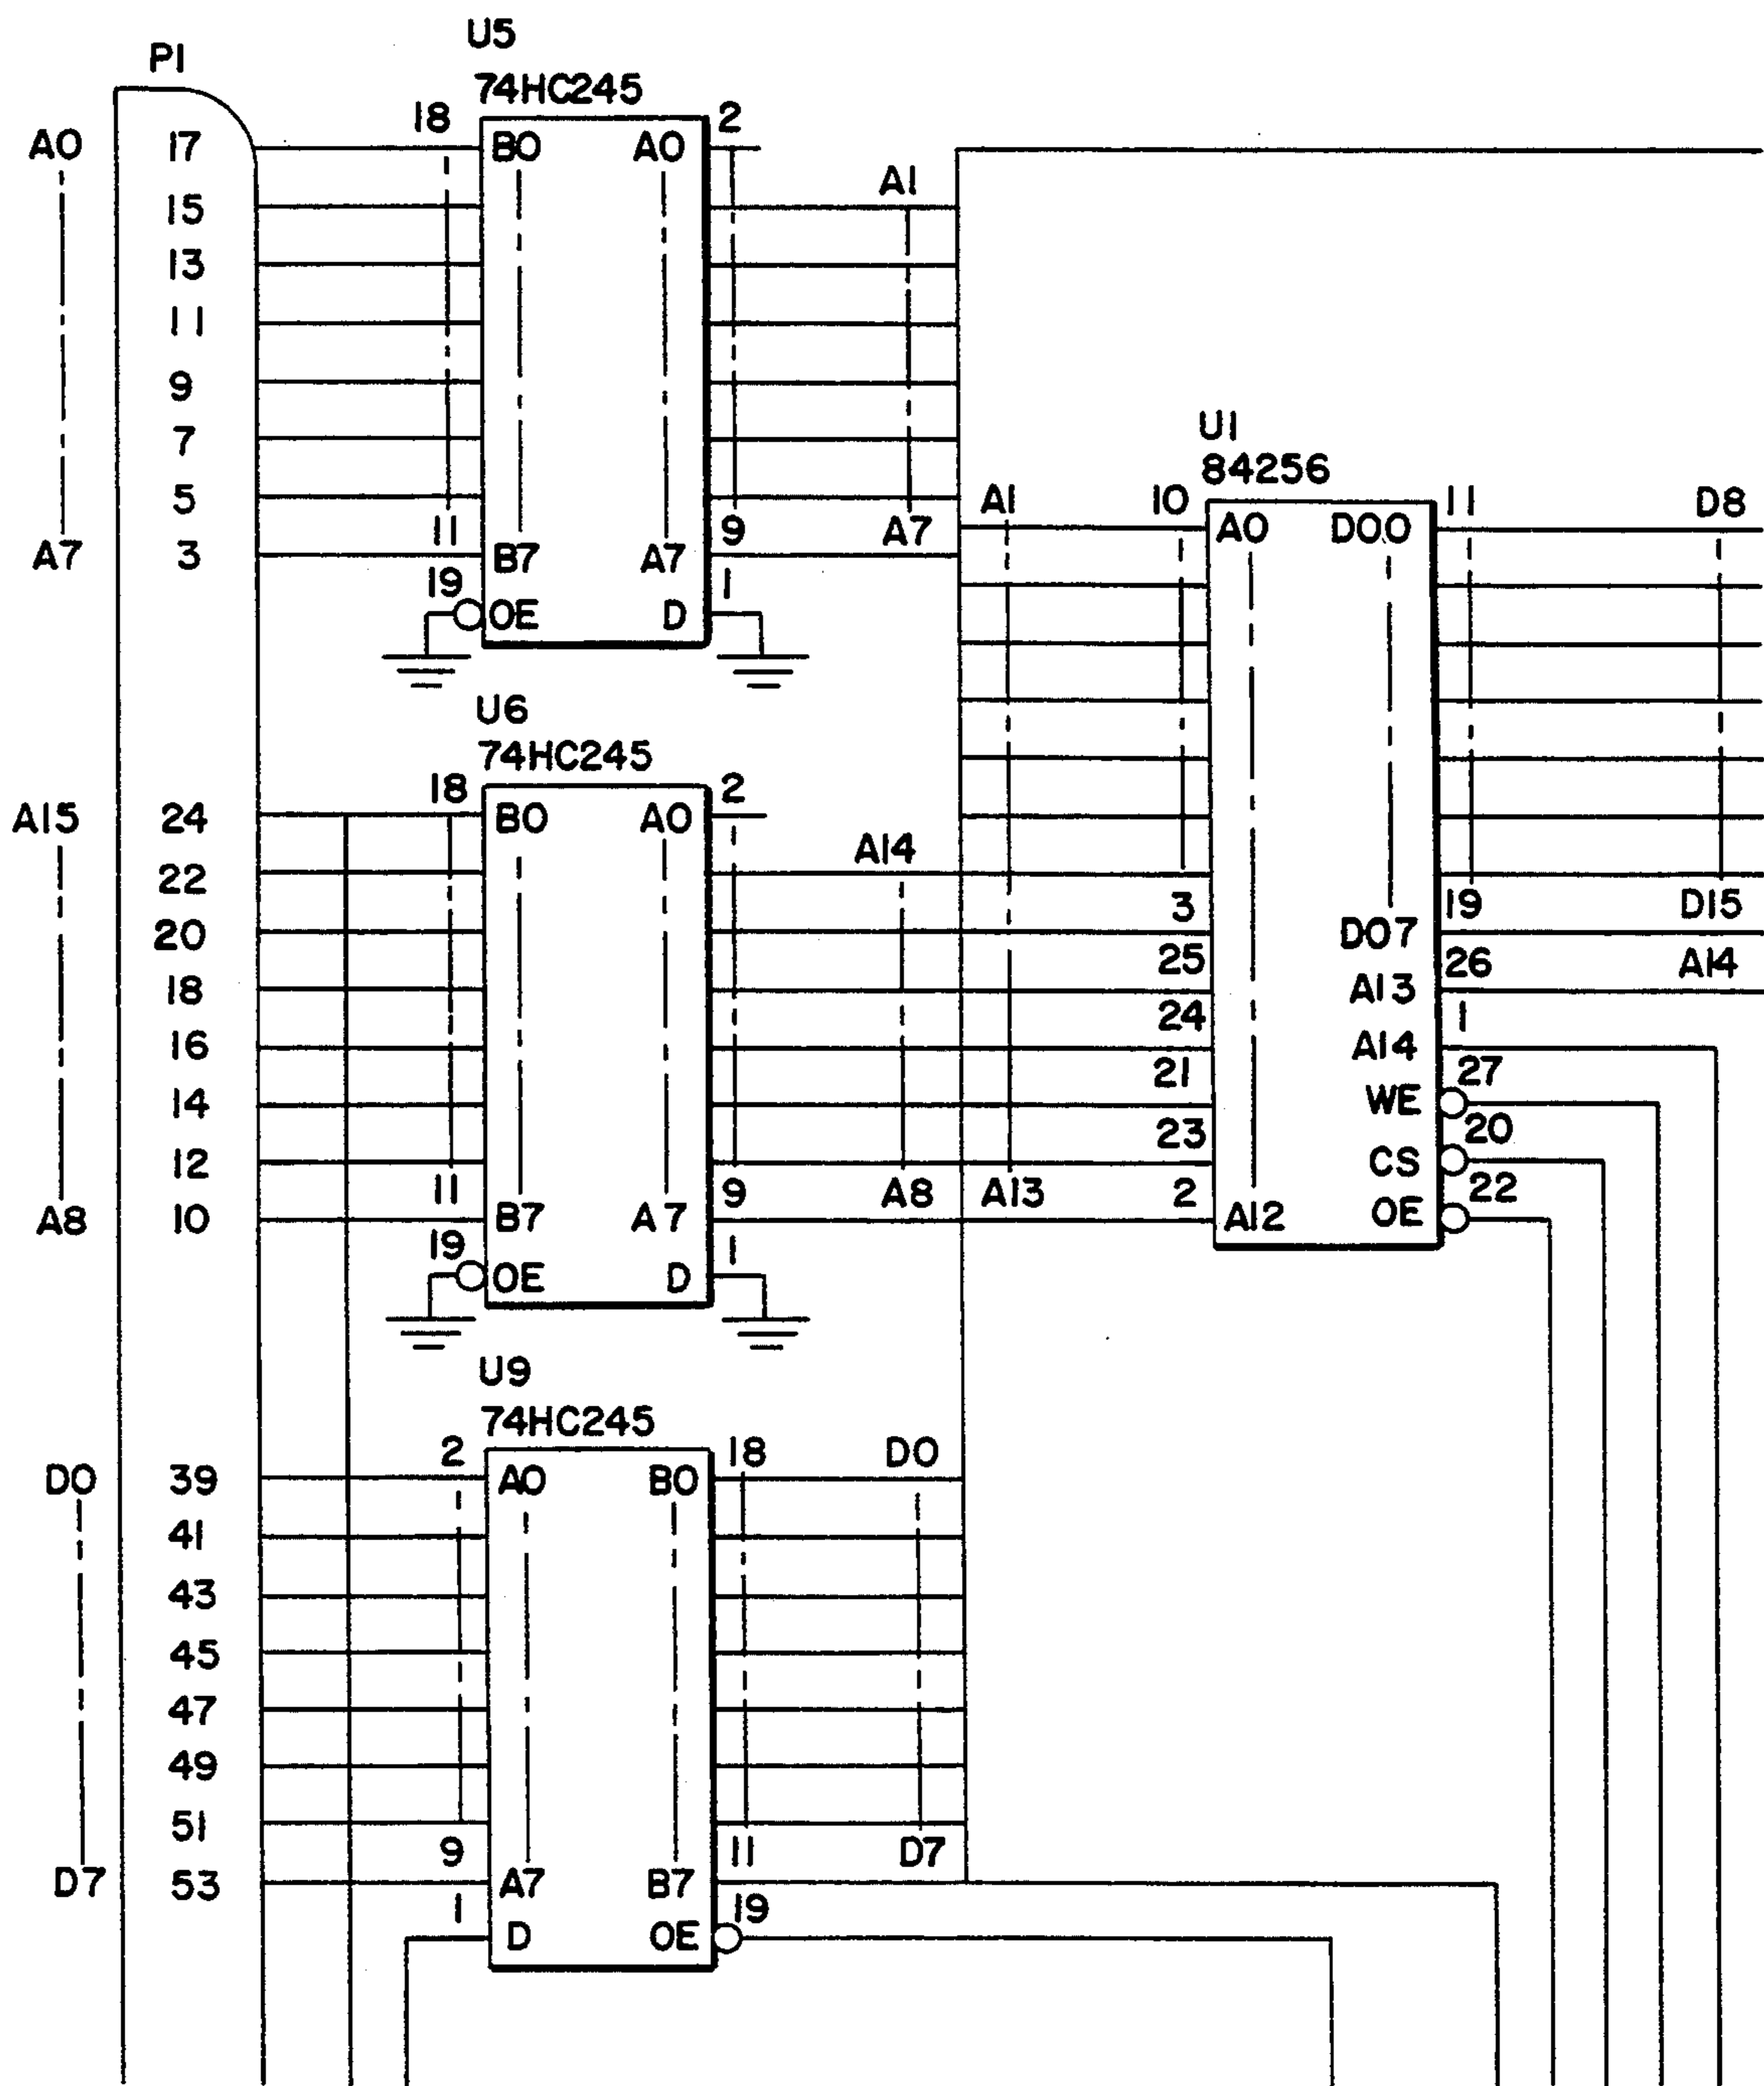 P1
A0
17
15
13
11
9
7
5
A7
3
A15
24
22
20
18
16
14
12
A8
10
D0
39
41
43
45
47
49
51
D7
53
U5
74HC245
18
2
B0
A0
A1
11
9
A7
B7
A7
19
1
OE
D
U6
74HC245
18
2
B0
A0
A14
11
9
A8
A13
B7
A7
19
1
OE
D
U9
74HC245
2
18
D0
A0
B0
9
11
D7
A7
B7
1
19
D
OE
U1
84256
A1
10
11
D8
A0
DO0
3
19
D15
DO7
25
26
A14
A13
24
1
A14
21
27
WE
23
20
CS
2
22
A12
OE